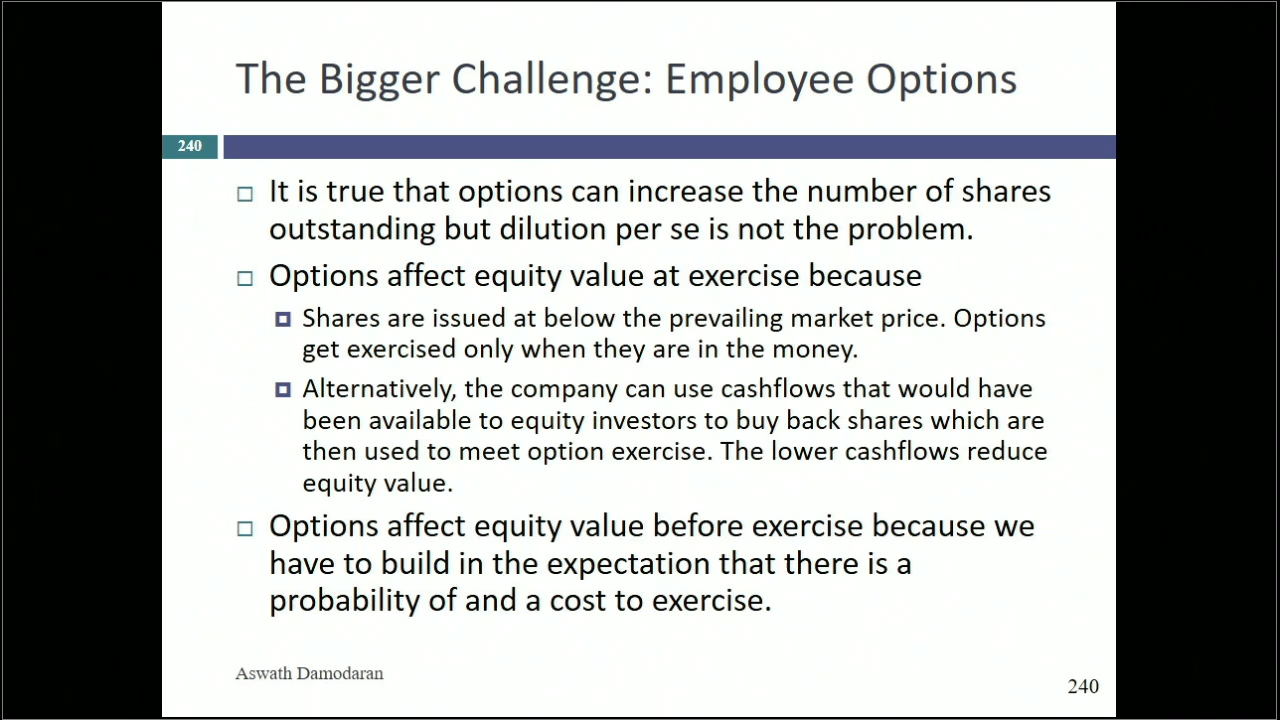 The Bigger Challenge: Employee Options
240
It is true that options can increase the number of shares
outstanding but dilution per se is not the problem.
Options affect equity value at exercise because
Shares are issued at below the prevailing market price. Options
get exercised only when they are in the money.
Alternatively, the company can use cashflows that would have
been available to equity investors to buy back shares which are
then used to meet option exercise. The lower cashflows reduce
equity value.
Options affect equity value before exercise because we
have to build in the expectation that there is a
probability of and a cost to exercise.
Aswath Damodaran
240